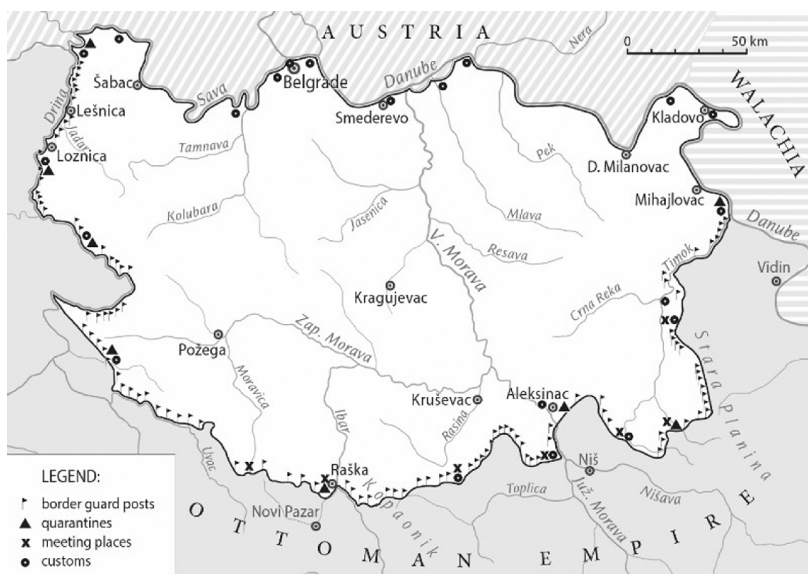 AUSTRIA
Nera
0 50 km
WALACHIA
Drina
Šabac
Sava
Belgrade
Danube
Smederevo
Kladovo
Lešnica
Jadar
Loznica
Tamnava
Pek
D. Milanovac
Mihajlovac
Kolubara
Jasenica
Mlava
Danube
V. Morava
Resava
Timok
Vidin
Kragujevac
Crna Reka
Požega
Zap. Morava
Stara Planina
Moravica
Ibar
Kruševac
Rasina
Aleksinac
Uvac
Raška
Kopaonik
Niš
Toplica
Nišava
Novi Pazar
Juž. Morava
OTTOMAN EMPIRE
LEGEND:
border guard posts
quarantines
meeting places
customs